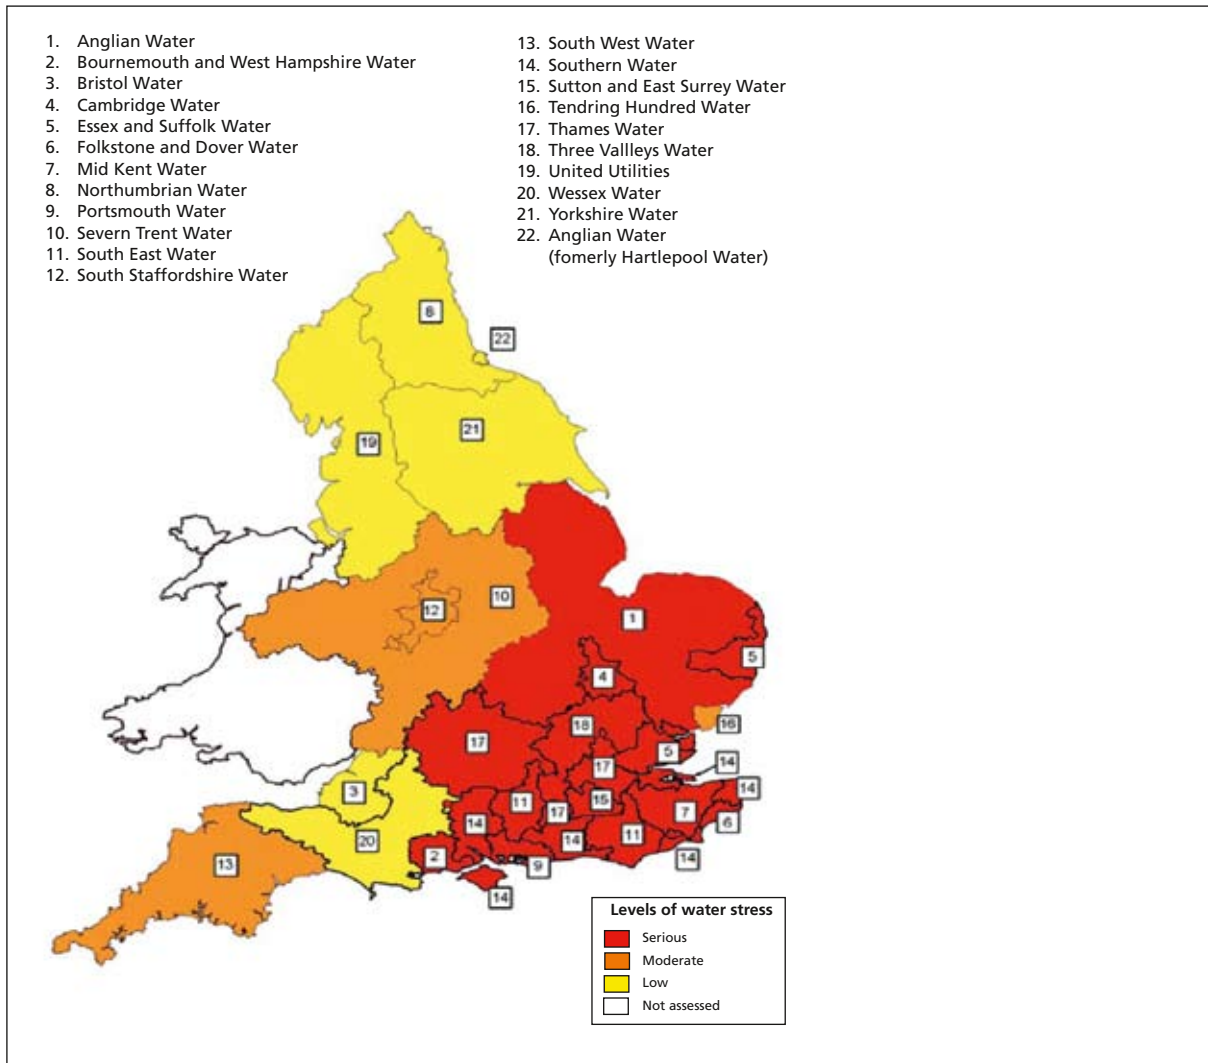 1. Anglian Water
2. Bournemouth and West Hampshire Water
3. Bristol Water
4. Cambridge Water
5. Essex and Suffolk Water
6. Folkstone and Dover Water
7. Mid Kent Water
8. Northumbrian Water
9. Portsmouth Water
10. Severn Trent Water
11. South East Water
12. South Staffordshire Water
13. South West Water
14. Southern Water
15. Sutton and East Surrey Water
16. Tendring Hundred Water
17. Thames Water
18. Three Vallleys Water
19. United Utilities
20. Wessex Water
21. Yorkshire Water
22. Anglian Water
(fomerly Hartlepool Water)
8
22
21
19
10
12
1
5
4
16
18
17
5
14
17
3
14
11
15
7
17
6
14
20
14
11
2
13
9
14
14
Levels of water stress
Serious
Moderate
Low
Not assessed